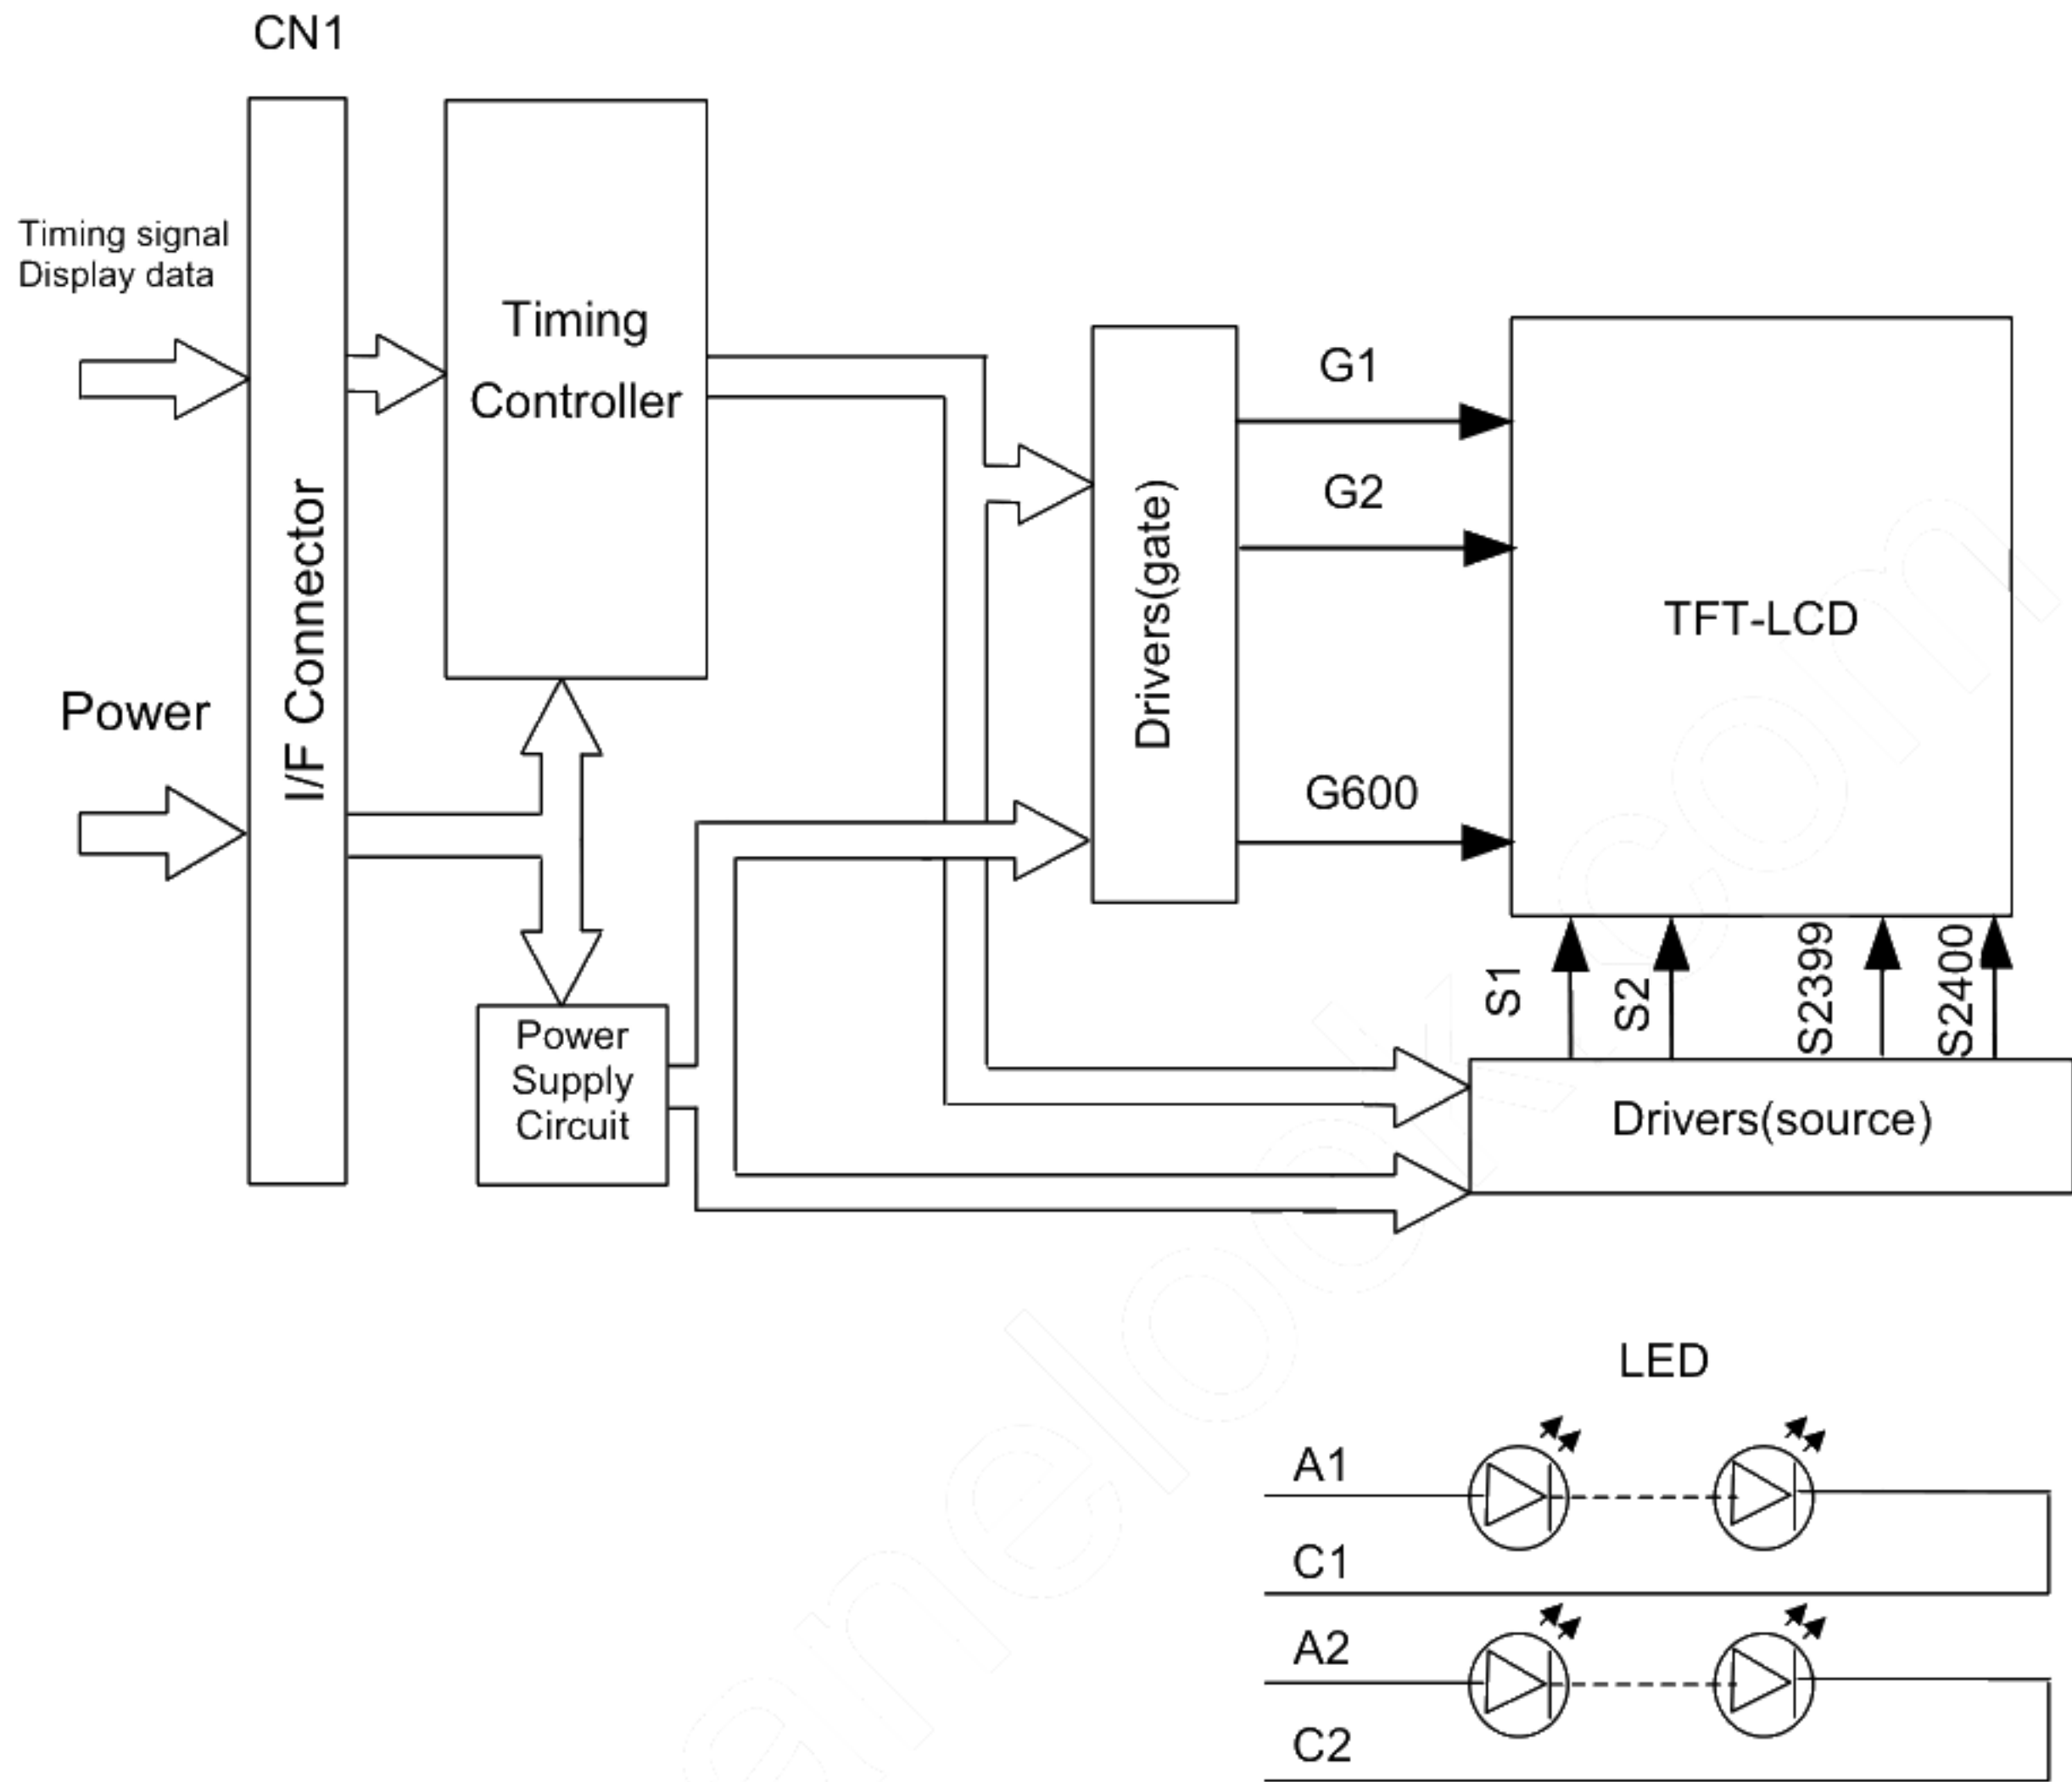 CN1
Timing signal
Display data
Power
I/F Connector
Timing
Controller
Power
Supply
Circuit
Drivers(gate)
G1
G2
G600
TFT-LCD
S1
S2
S2399
S2400
Drivers(source)
LED
A1
C1
A2
C2